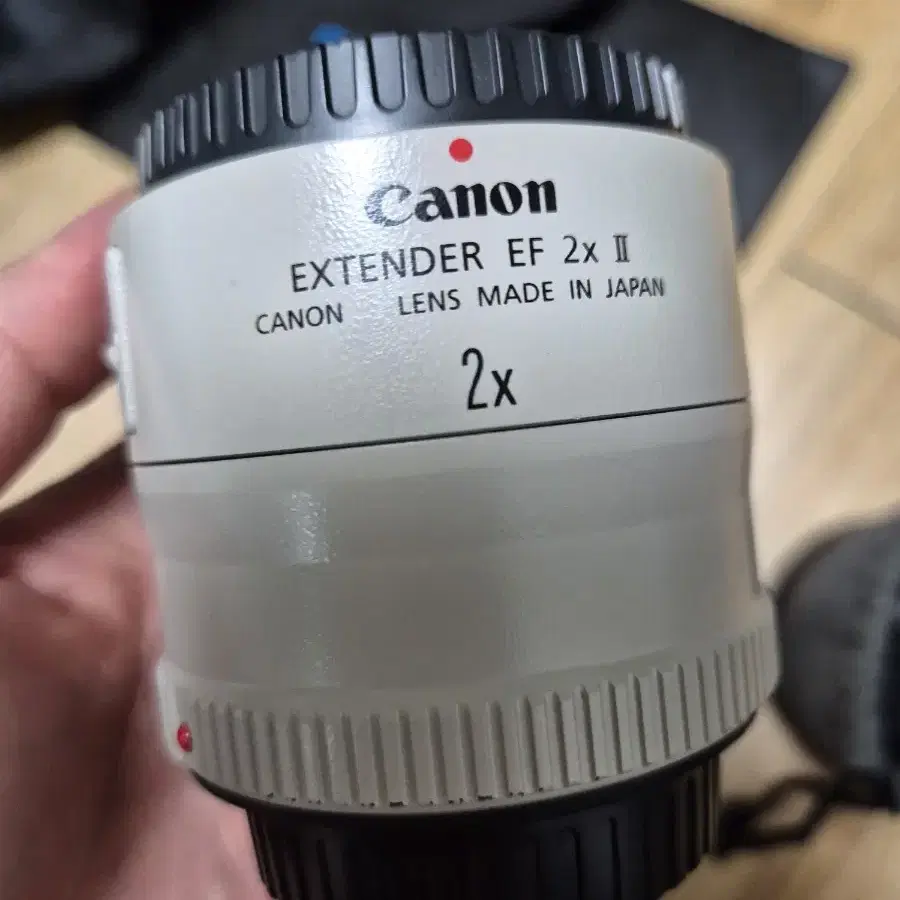 Canon
EXTENDER EF 2x II
CANON LENS MADE IN JAPAN
2x